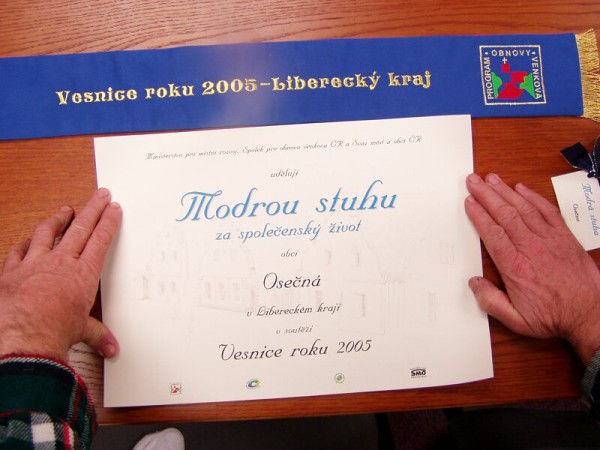 Vesnice roku 2005-Liberecký kraj
PROGRAM OBNOVY VENKOVA
Ministerstvo pro místní rozvoj, Spolek pro obnovu venkova ČR a Svaz měst a obcí ČR
udělují
Modrou stuhu
za společenský život
obci
Osečná
v Libereckém kraji
v soutěži
Vesnice roku 2005
SMO
Modrá stuha
Osečná